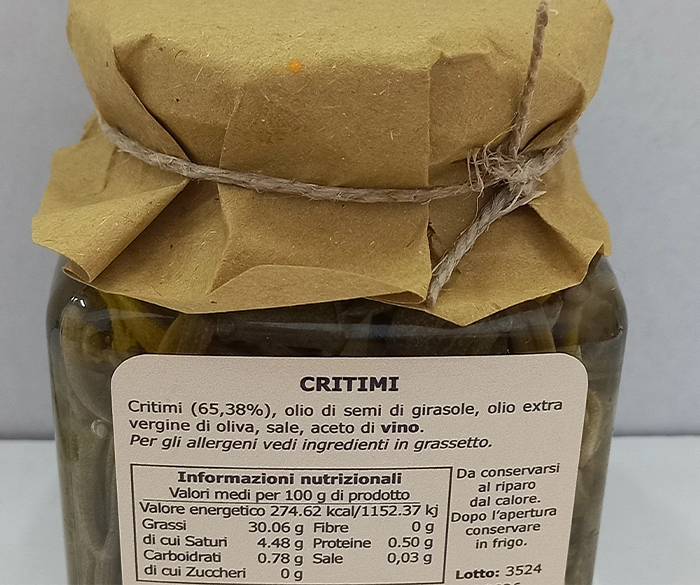 CRITIMI
Critimi (65,38%), olio di semi di girasole, olio extra
vergine di oliva, sale, aceto di vino.
Per gli allergeni vedi ingredienti in grassetto.
Informazioni nutrizionali
Valori medi per 100 g di prodotto
Valore energetico 274.62 kcal/1152.37 kj
Grassi 30.06 g Fibre 0 g
di cui Saturi 4.48 g Proteine 0.50 g
Carboidrati 0.78 g Sale 0,03 g
di cui Zuccheri 0 g
Da conservarsi
al riparo
dal calore.
Dopo l'apertura
conservare
in frigo.
Lotto: 3524